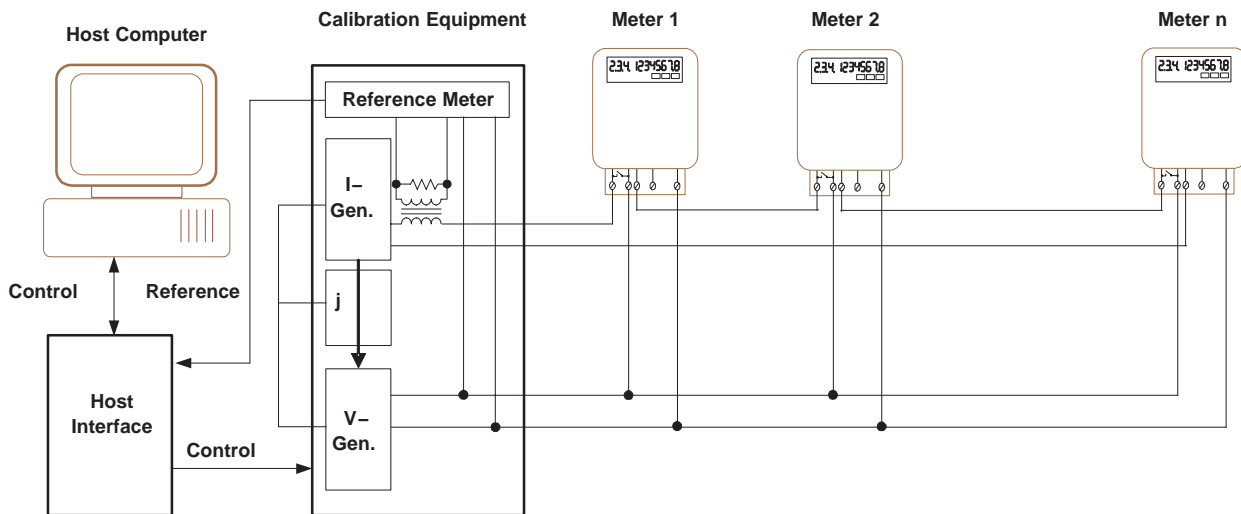 Calibration Equipment
Meter 1
Meter 2
Meter n
Host Computer
2.3.4. 12345678
2.3.4. 12345678
2.3.4. 12345678
Reference Meter
I–
Gen.
j
Control
Reference
Host
Interface
V–
Gen.
Control